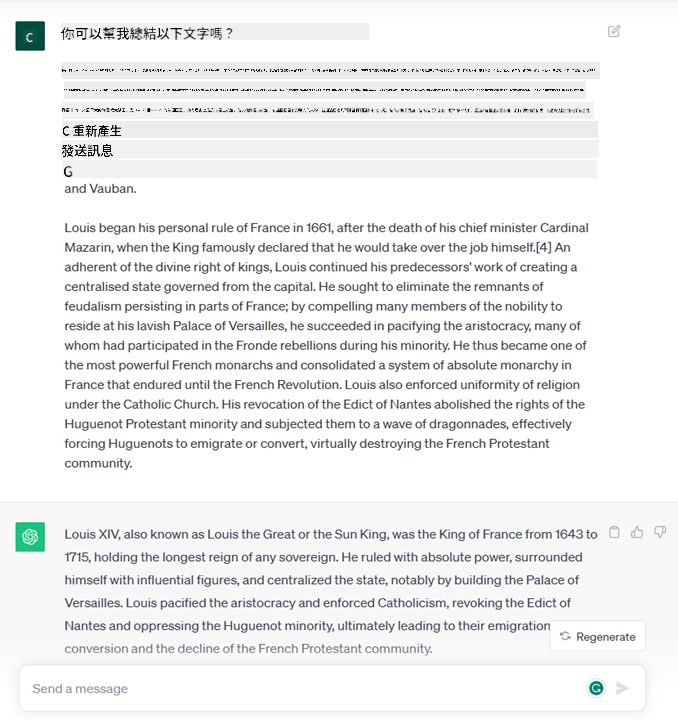 C
你可以幫我總結以下文字嗎？
C 重新產生
發送訊息
G
and Vauban.
Louis began his personal rule of France in 1661, after the death of his chief minister Cardinal
Mazarin, when the King famously declared that he would take over the job himself.[4] An
adherent of the divine right of kings, Louis continued his predecessors' work of creating a
centralised state governed from the capital. He sought to eliminate the remnants of
feudalism persisting in parts of France; by compelling many members of the nobility to
reside at his lavish Palace of Versailles, he succeeded in pacifying the aristocracy, many of
whom had participated in the Fronde rebellions during his minority. He thus became one of
the most powerful French monarchs and consolidated a system of absolute monarchy in
France that endured until the French Revolution. Louis also enforced uniformity of religion
under the Catholic Church. His revocation of the Edict of Nantes abolished the rights of the
Huguenot Protestant minority and subjected them to a wave of dragonnades, effectively
forcing Huguenots to emigrate or convert, virtually destroying the French Protestant
community.
Louis XIV, also known as Louis the Great or the Sun King, was the King of France from 1643 to
1715, holding the longest reign of any sovereign. He ruled with absolute power, surrounded
himself with influential figures, and centralized the state, notably by building the Palace of
Versailles. Louis pacified the aristocracy and enforced Catholicism, revoking the Edict of
Nantes and oppressing the Huguenot minority, ultimately leading to their emigration
Regenerate
conversion and the decline of the French Protestant community.
Send a message